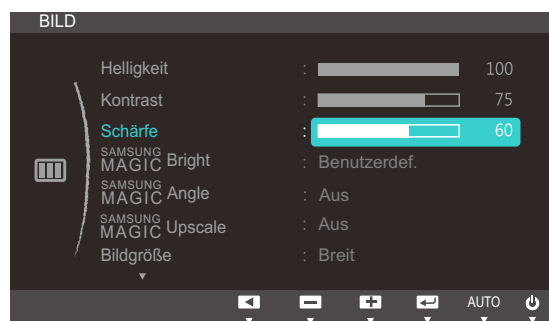 BILD
Helligkeit : 100
Kontrast : 75
Schärfe : 60
SAMSUNG MAGIC Bright : Benutzerdef.
SAMSUNG MAGIC Angle : Aus
SAMSUNG MAGIC Upscale : Aus
Bildgröße : Breit
AUTO